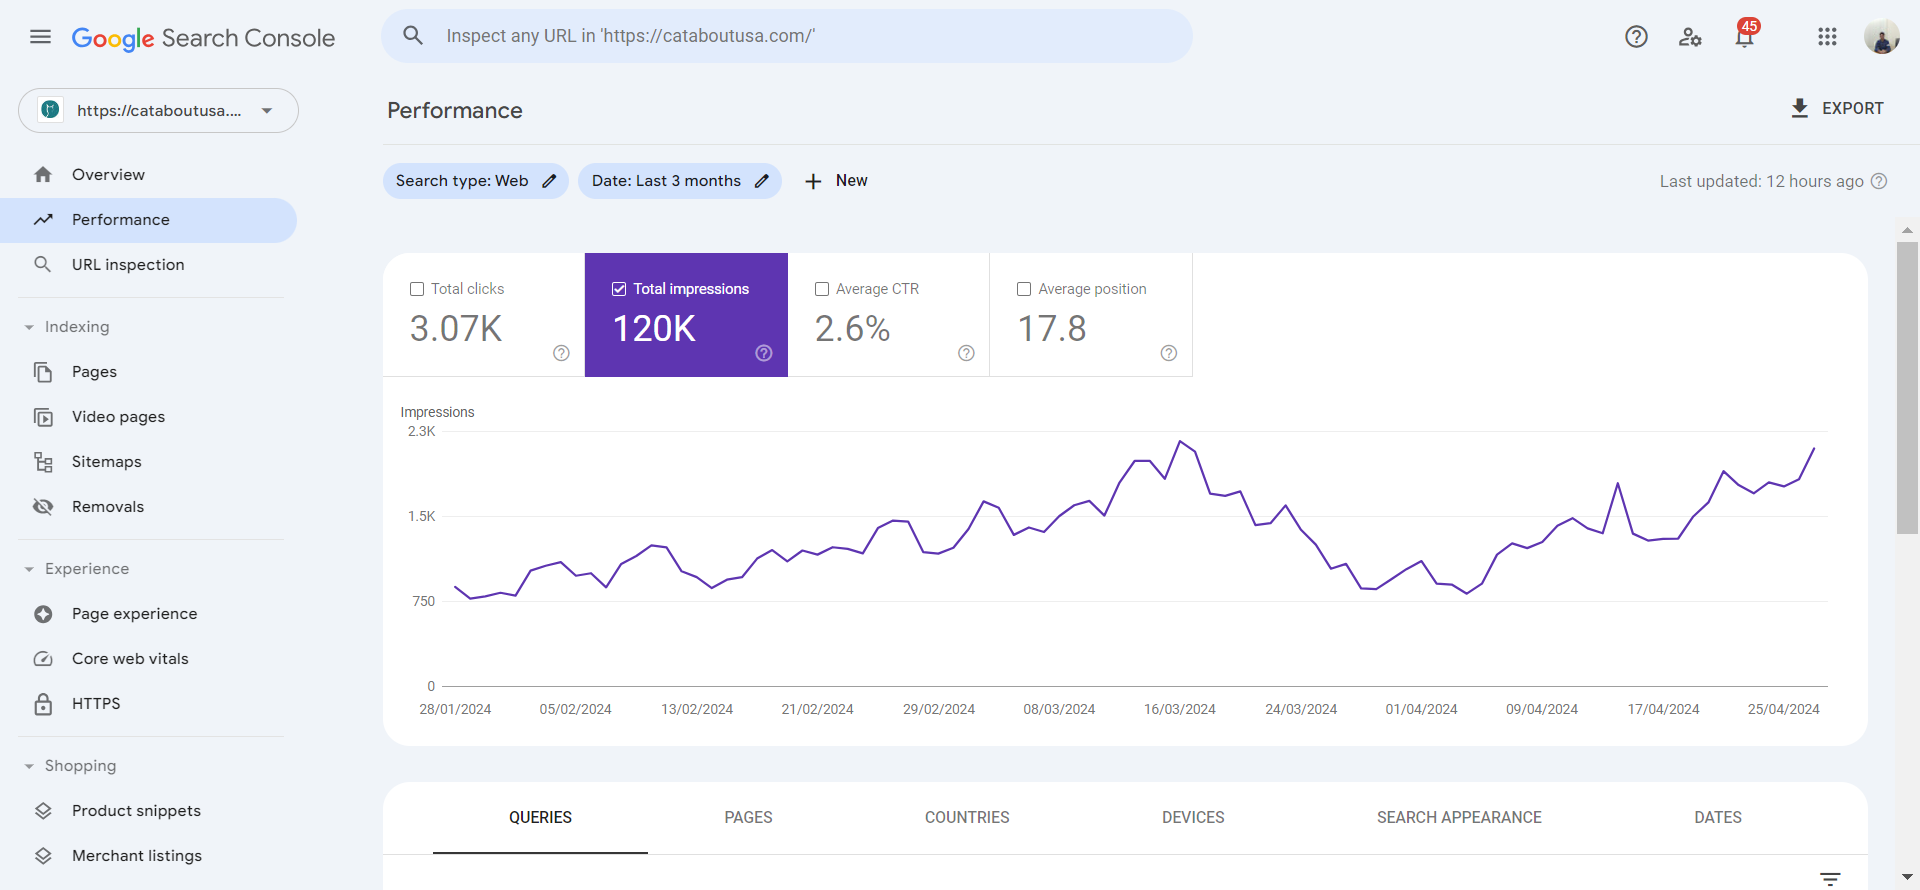 Google Search Console
Inspect any URL in 'https://cataboutusa.com/'
45
https://cataboutusa....
Performance
EXPORT
Overview
Performance
URL inspection
Indexing
Pages
Video pages
Sitemaps
Removals
Experience
Page experience
Core web vitals
HTTPS
Shopping
Product snippets
Merchant listings
Search type: Web
Date: Last 3 months
New
Last updated: 12 hours ago
Total clicks
3.07K
Total impressions
120K
Average CTR
2.6%
Average position
17.8
Impressions
2.3K
1.5K
750
0
28/01/2024
05/02/2024
13/02/2024
21/02/2024
29/02/2024
08/03/2024
16/03/2024
24/03/2024
01/04/2024
09/04/2024
17/04/2024
25/04/2024
QUERIES
PAGES
COUNTRIES
DEVICES
SEARCH APPEARANCE
DATES